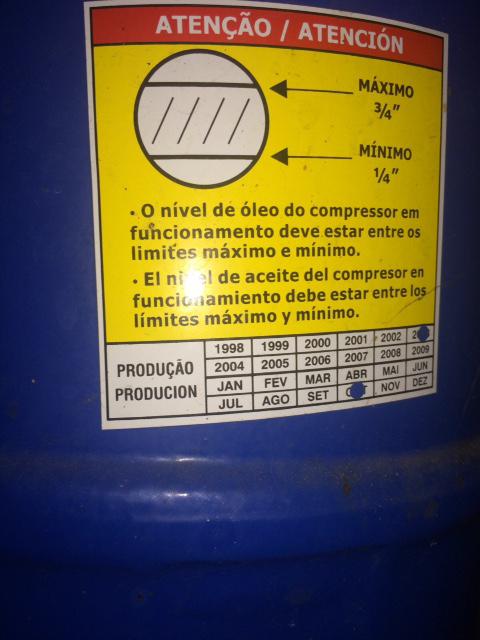 ATENÇÃO / ATENCIÓN
MÁXIMO
3/4"
MÍNIMO
1/4"
• O nível de óleo do compressor em
funcionamento deve estar entre os
limites máximo e mínimo.
• El nivel de aceite del compresor en
funcionamiento debe estar entre los
límites máximo y mínimo.
PRODUÇÃO
PRODUCION
1998 1999 2000 2001 2002
2004 2005 2006 2007 2008 2009
JAN FEV MAR ABR MAI JUN
JUL AGO SET NOV DEZ